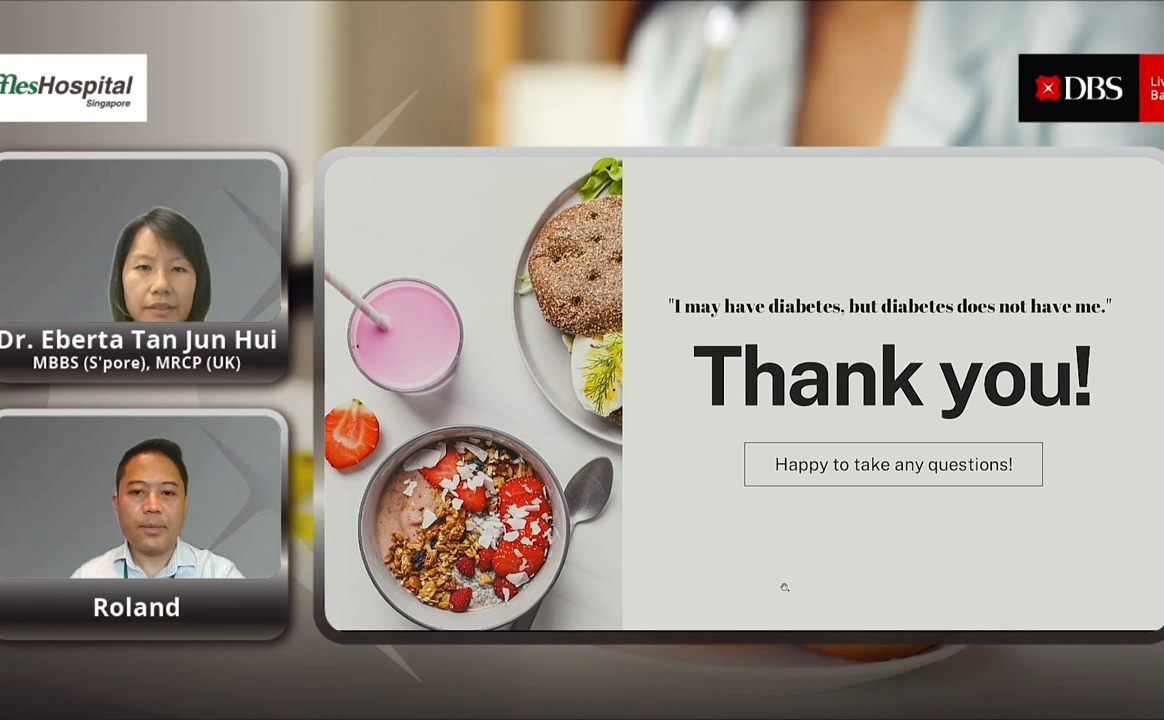 fflesHospital
Singapore
DBS
Dr. Eberta Tan Jun Hui
MBBS (S'pore), MRCP (UK)
Roland
"I may have diabetes, but diabetes does not have me."
Thank you!
Happy to take any questions!